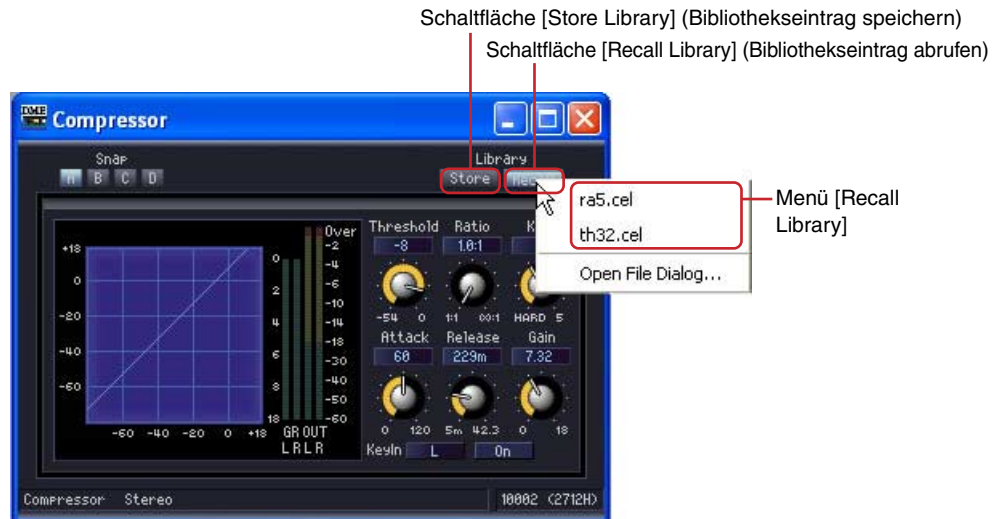 Schaltfläche [Store Library] (Bibliothekseintrag speichern)
Schaltfläche [Recall Library] (Bibliothekseintrag abrufen)
DME
Compressor
Snap
Library
A B C D
Store
ra5.cel
th32.cel
Open File Dialog...
Menü [Recall
Library]
Threshold Ratio
-8 1.0:1
-54 0 1:1 ∞:1 HARD 5
Attack Release Gain
60 229m 7.32
0 120 5m 42.3 0 18
KeyIn L On
+18
0
-20
-40
-60
-60 -40 -20 0 +18
0
2
4
6
8
18
Over
-2
-4
-6
-10
-14
-18
-30
-40
-50
-60
GR OUT
L R L R
Compressor Stereo
10002 (2712H)